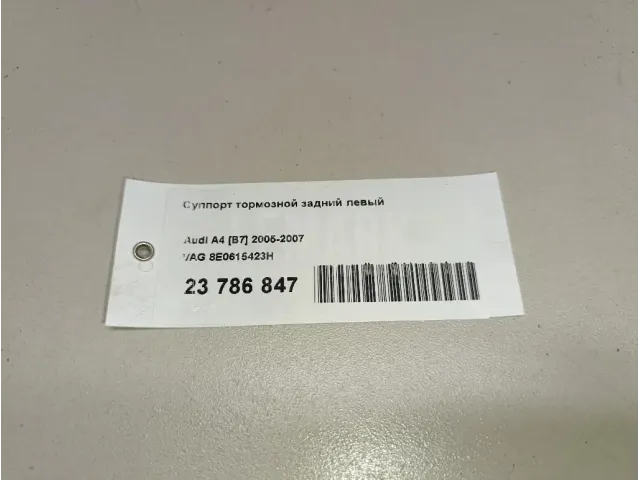 Суппорт тормозной задний левый
Audi A4 [B7] 2005-2007
VAG 8E0615423H
23 786 847